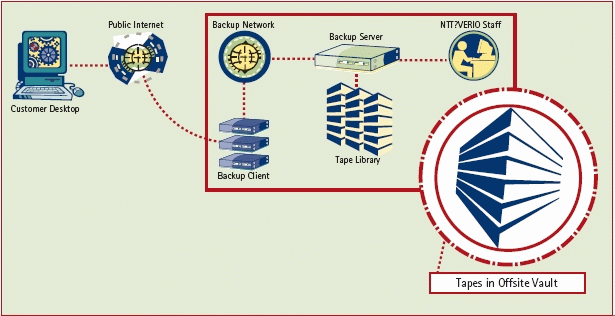 Public Internet
Backup Network
Backup Server
NTT?VERIO Staff
Customer Desktop
Backup Client
Tape Library
Tapes in Offsite Vault